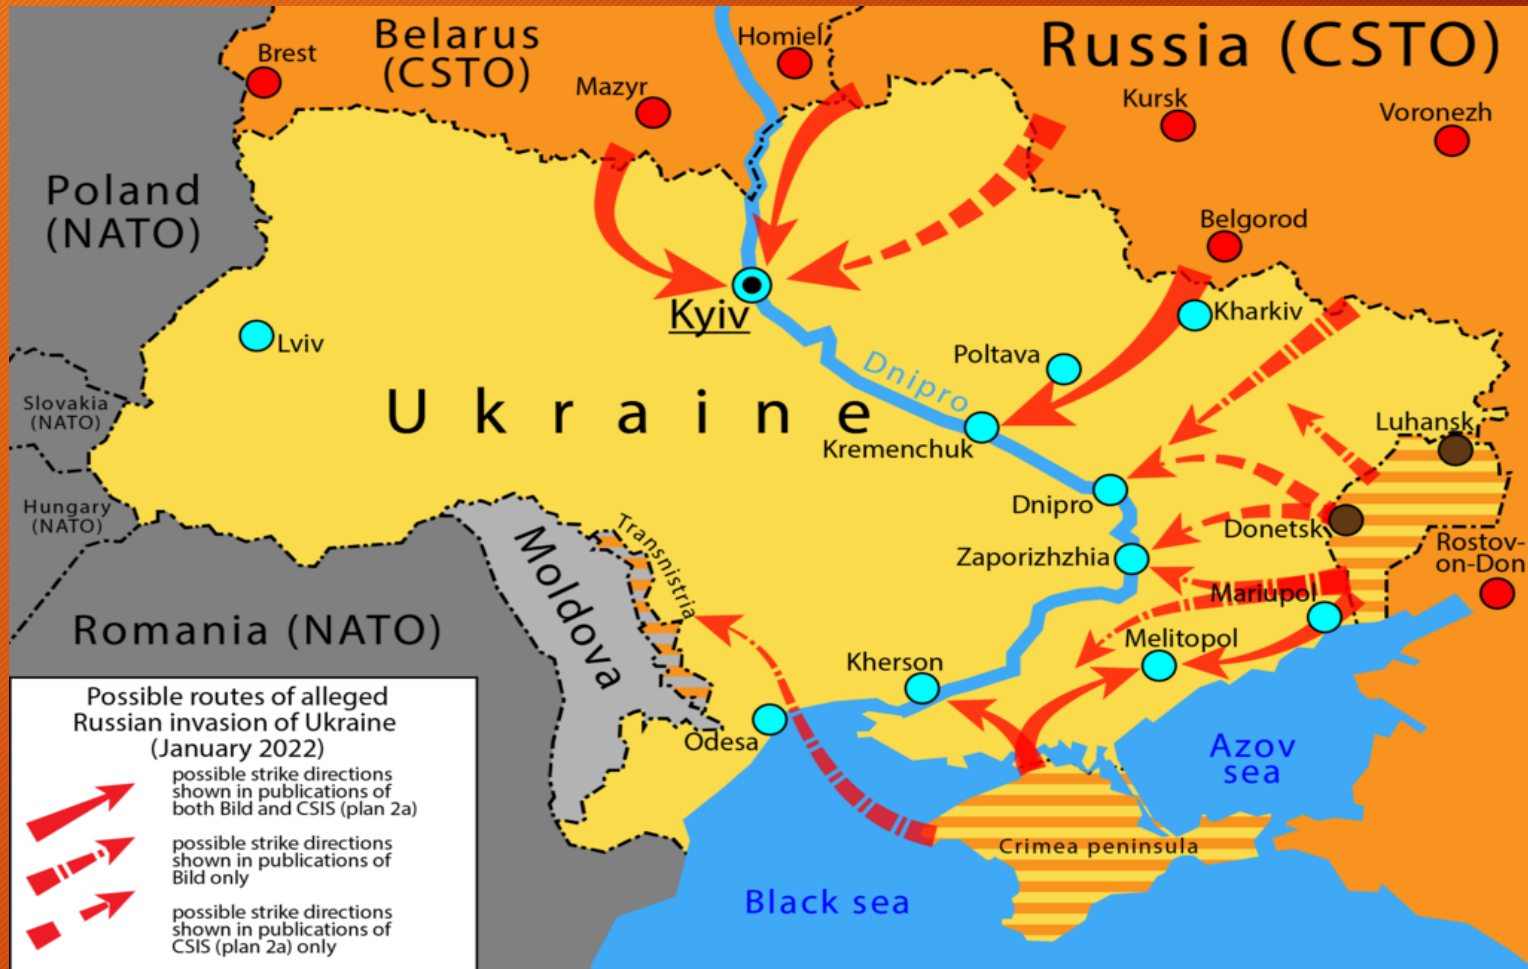 Belarus
(CSTO)
Homieĺ
Russia (CSTO)
Brest
Mazyr
Kursk
Voronezh
Poland
(NATO)
Belgorod
Kyiv
Kharkiv
Lviv
Poltava
Dnipro
Ukraine
Slovakia
(NATO)
Kremenchuk
Luhansk
Hungary
(NATO)
Dnipro
Donetsk
Transnistria
Moldova
Zaporizhzhia
Rostov-
on-Don
Mariupol
Romania (NATO)
Melitopol
Kherson
Odesa
Azov
sea
Crimea peninsula
Black sea
Possible routes of alleged
Russian invasion of Ukraine
(January 2022)
possible strike directions
shown in publications of
both Bild and CSIS (plan 2a)
possible strike directions
shown in publications of
Bild only
possible strike directions
shown in publications of
CSIS (plan 2a) only